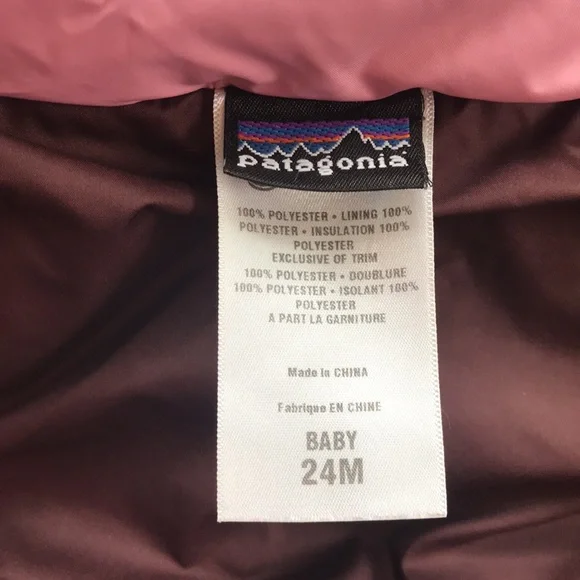 patagonia®
100% POLYESTER • LINING 100%
POLYESTER • INSULATION 100%
POLYESTER
EXCLUSIVE OF TRIM
100% POLYESTER • DOUBLURE
100% POLYESTER • ISOLANT 100%
POLYESTER
A PART LA GARNITURE
Made in CHINA
Fabrique EN CHINE
BABY
24M